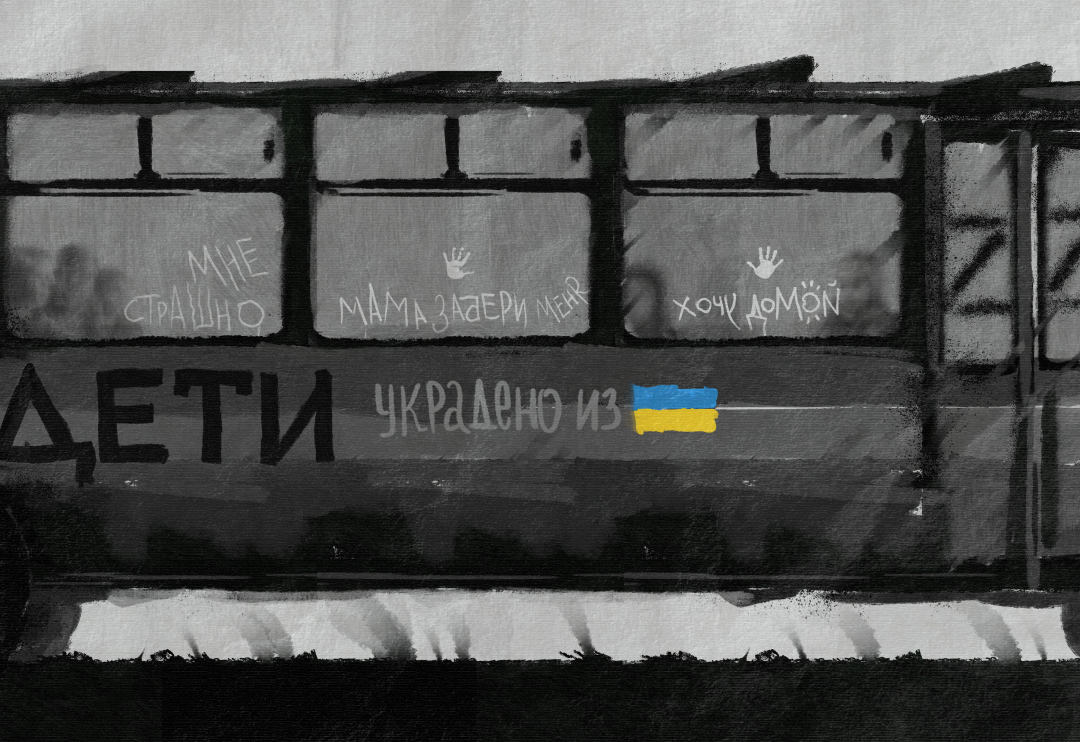 МНЕ
СТРАШНО
МАМА ЗАБЕРИ МЕНЯ
ХОЧУ ДОМОЙ
ДЕТИ
украдено из